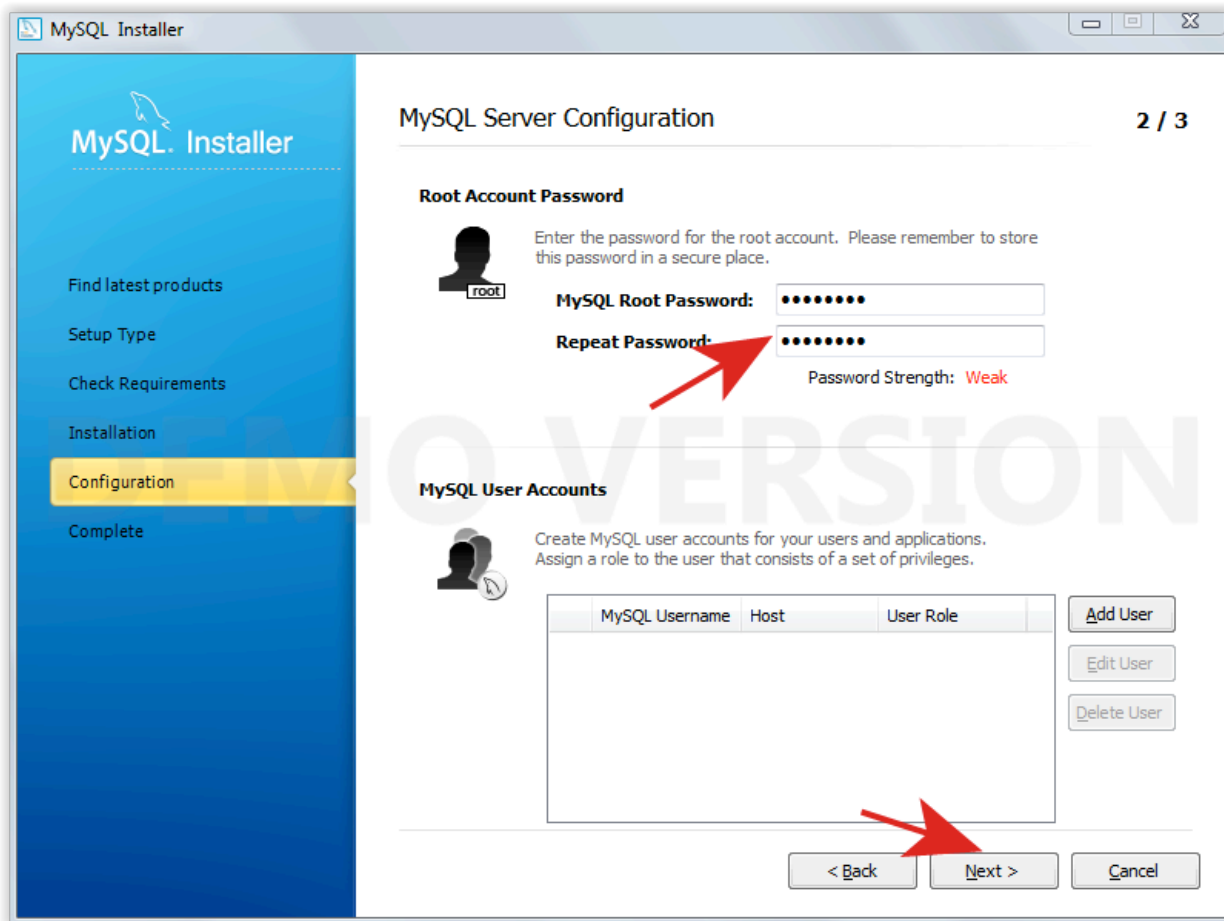 MySQL Installer
MySQL. Installer
Find latest products
Setup Type
Check Requirements
Installation
Configuration
Complete
MySQL Server Configuration
2 / 3
Root Account Password
Enter the password for the root account. Please remember to store
this password in a secure place.
root
MySQL Root Password: ••••••••
Repeat Password: ••••••••
Password Strength: Weak
DEMO VERSION
MySQL User Accounts
Create MySQL user accounts for your users and applications.
Assign a role to the user that consists of a set of privileges.
MySQL Username Host User Role
Add User
Edit User
Delete User
< Back Next > Cancel